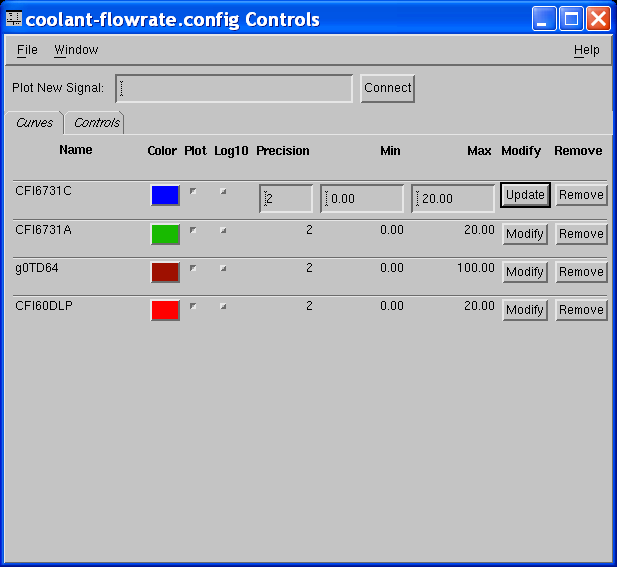 coolant-flowrate.config Controls
File Window Help
Plot New Signal: Connect
Curves Controls
Name Color Plot Log10 Precision Min Max Modify Remove
CFI6731C 2 0.00 20.00 Update Remove
CFI6731A 2 0.00 20.00 Modify Remove
g0TD64 2 0.00 100.00 Modify Remove
CFI60DLP 2 0.00 20.00 Modify Remove